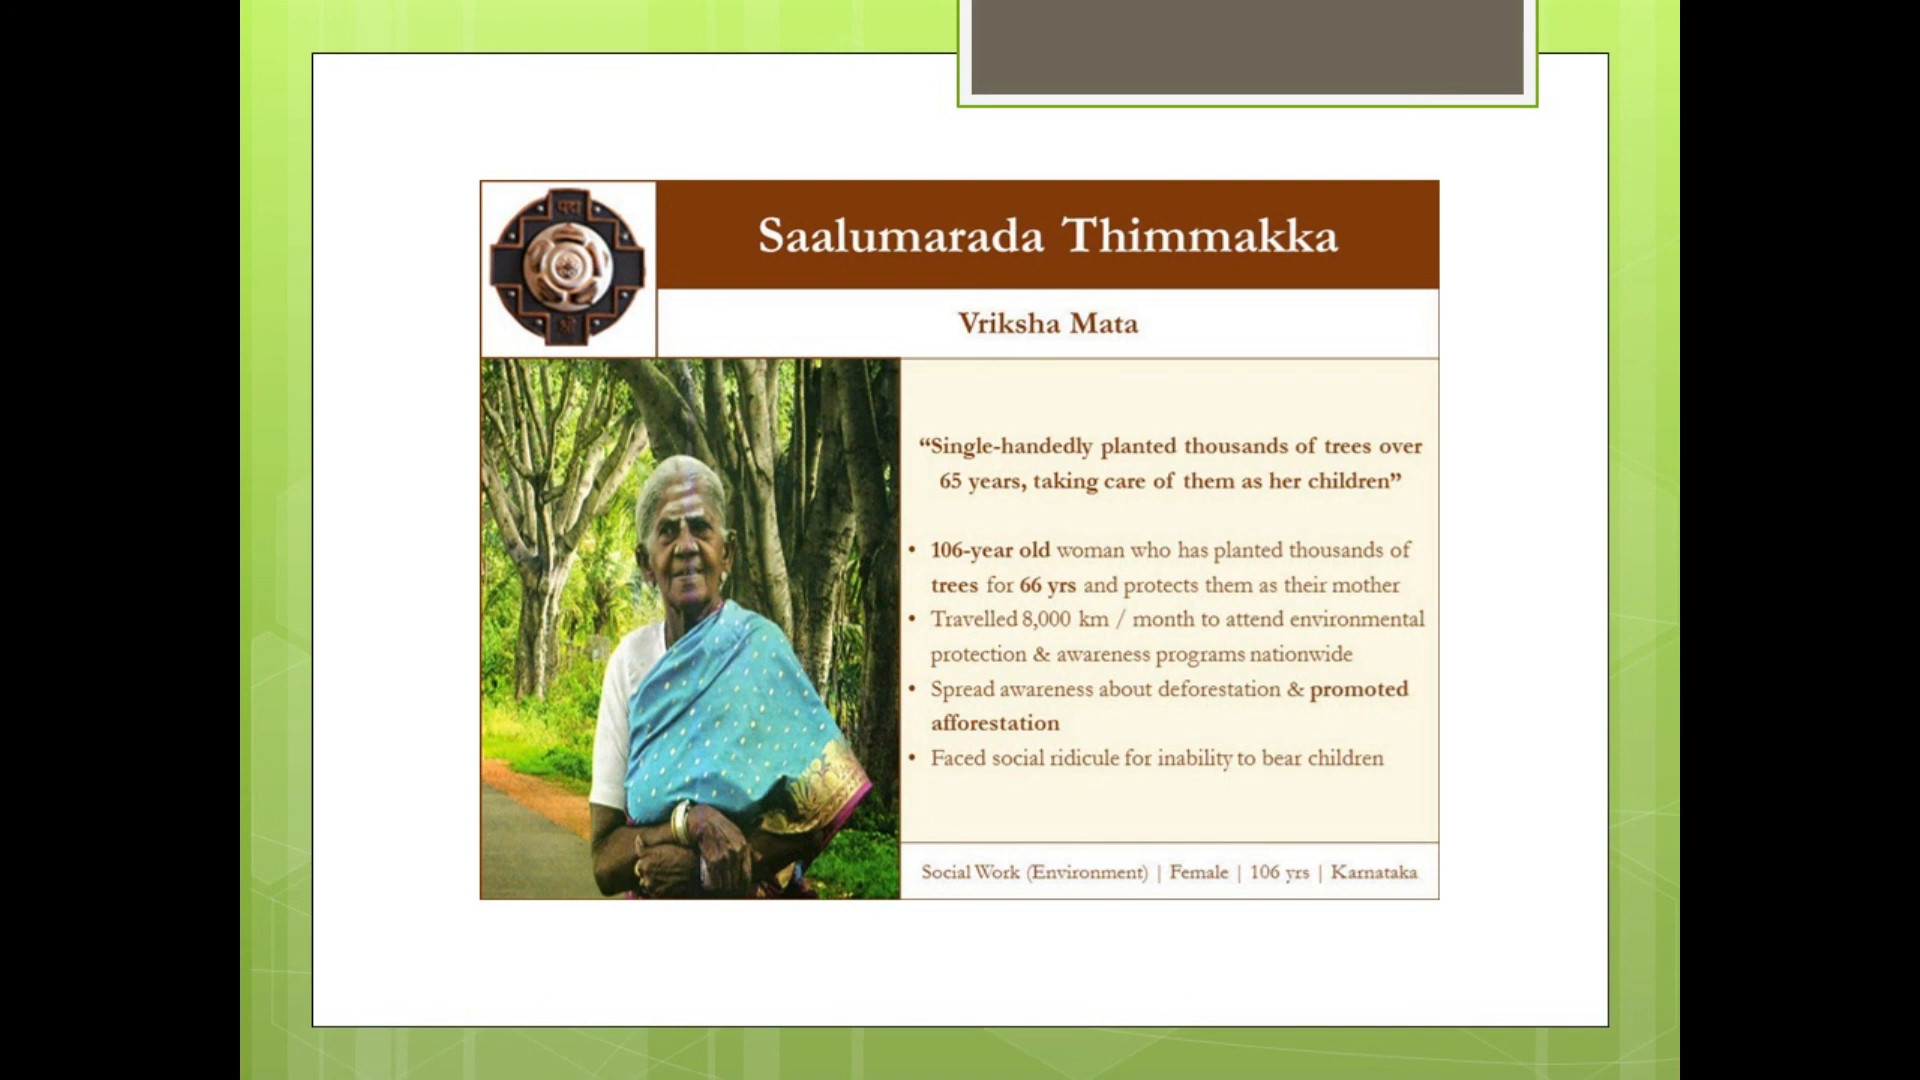 पद्म
श्री
Saalumarada Thimmakka
Vriksha Mata
“Single-handedly planted thousands of trees over
65 years, taking care of them as her children”
• 106-year old woman who has planted thousands of
trees for 66 yrs and protects them as their mother
• Travelled 8,000 km / month to attend environmental
protection & awareness programs nationwide
• Spread awareness about deforestation & promoted
afforestation
• Faced social ridicule for inability to bear children
Social Work (Environment) | Female | 106 yrs | Karnataka